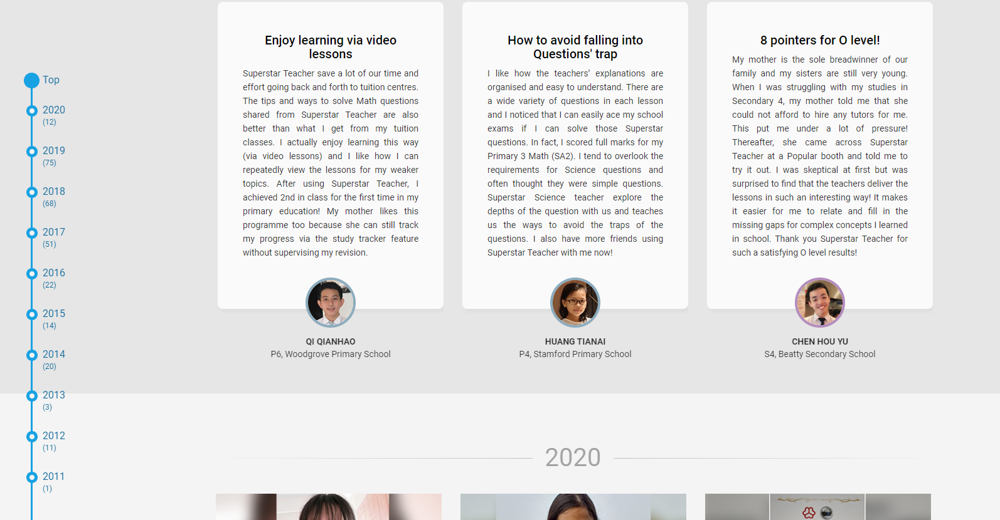 Top
2020
(12)
2019
(75)
2018
(68)
2017
(51)
2016
(22)
2015
(14)
2014
(20)
2013
(3)
2012
(11)
2011
(1)
Enjoy learning via video
lessons
Superstar Teacher save a lot of our time and
effort going back and forth to tuition centres.
The tips and ways to solve Math questions
shared from Superstar Teacher are also
better than what I get from my tuition
classes. I actually enjoy learning this way
(via video lessons) and I like how I can
repeatedly view the lessons for my weaker
topics. After using Superstar Teacher, I
achieved 2nd in class for the first time in my
primary education! My mother likes this
programme too because she can still track
my progress via the study tracker feature
without supervising my revision.
QI QIANHAO
P6, Woodgrove Primary School
How to avoid falling into
Questions' trap
I like how the teachers’ explanations are
organised and easy to understand. There are
a wide variety of questions in each lesson
and I noticed that I can easily ace my school
exams if I can solve those Superstar
questions. In fact, I scored full marks for my
Primary 3 Math (SA2). I tend to overlook the
requirements for Science questions and
often thought they were simple questions.
Superstar Science teacher explore the
depths of the question with us and teaches
us the ways to avoid the traps of the
questions. I also have more friends using
Superstar Teacher with me now!
HUANG TIANAI
P4, Stamford Primary School
8 pointers for O level!
My mother is the sole breadwinner of our
family and my sisters are still very young.
When I was struggling with my studies in
Secondary 4, my mother told me that she
could not afford to hire any tutors for me.
This put me under a lot of pressure!
Thereafter, she came across Superstar
Teacher at a Popular booth and told me to
try it out. I was skeptical at first but was
surprised to find that the teachers deliver the
lessons in such an interesting way! It makes
it easier for me to relate and fill in the
missing gaps for complex concepts I learned
in school. Thank you Superstar Teacher for
such a satisfying O level results!
CHEN HOU YU
S4, Beatty Secondary School
2020